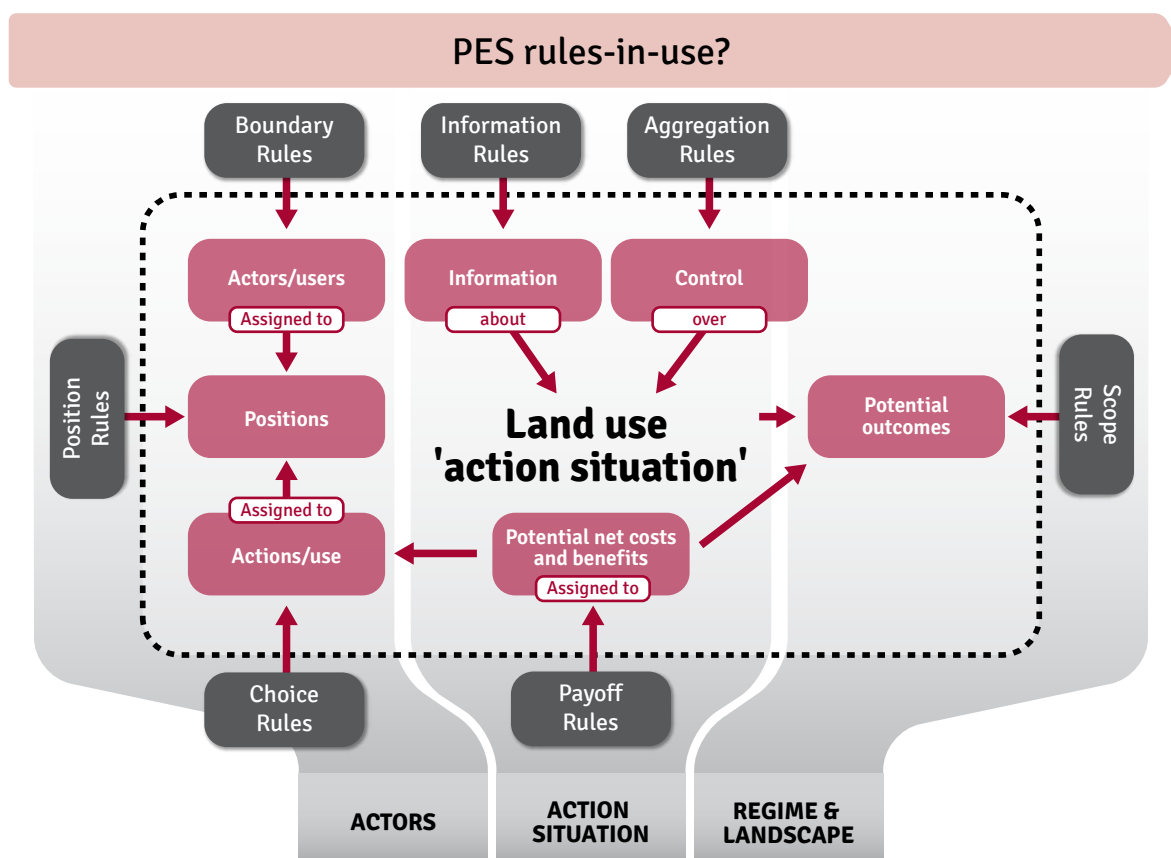 PES rules-in-use?
Boundary
Rules
Information
Rules
Aggregation
Rules
Actors/users
Assigned to
Information
about
Control
over
Position
Rules
Positions
Land use
'action situation'
Potential
outcomes
Scope
Rules
Assigned to
Actions/use
Potential net costs
and benefits
Assigned to
Choice
Rules
Payoff
Rules
ACTORS
ACTION
SITUATION
REGIME &
LANDSCAPE